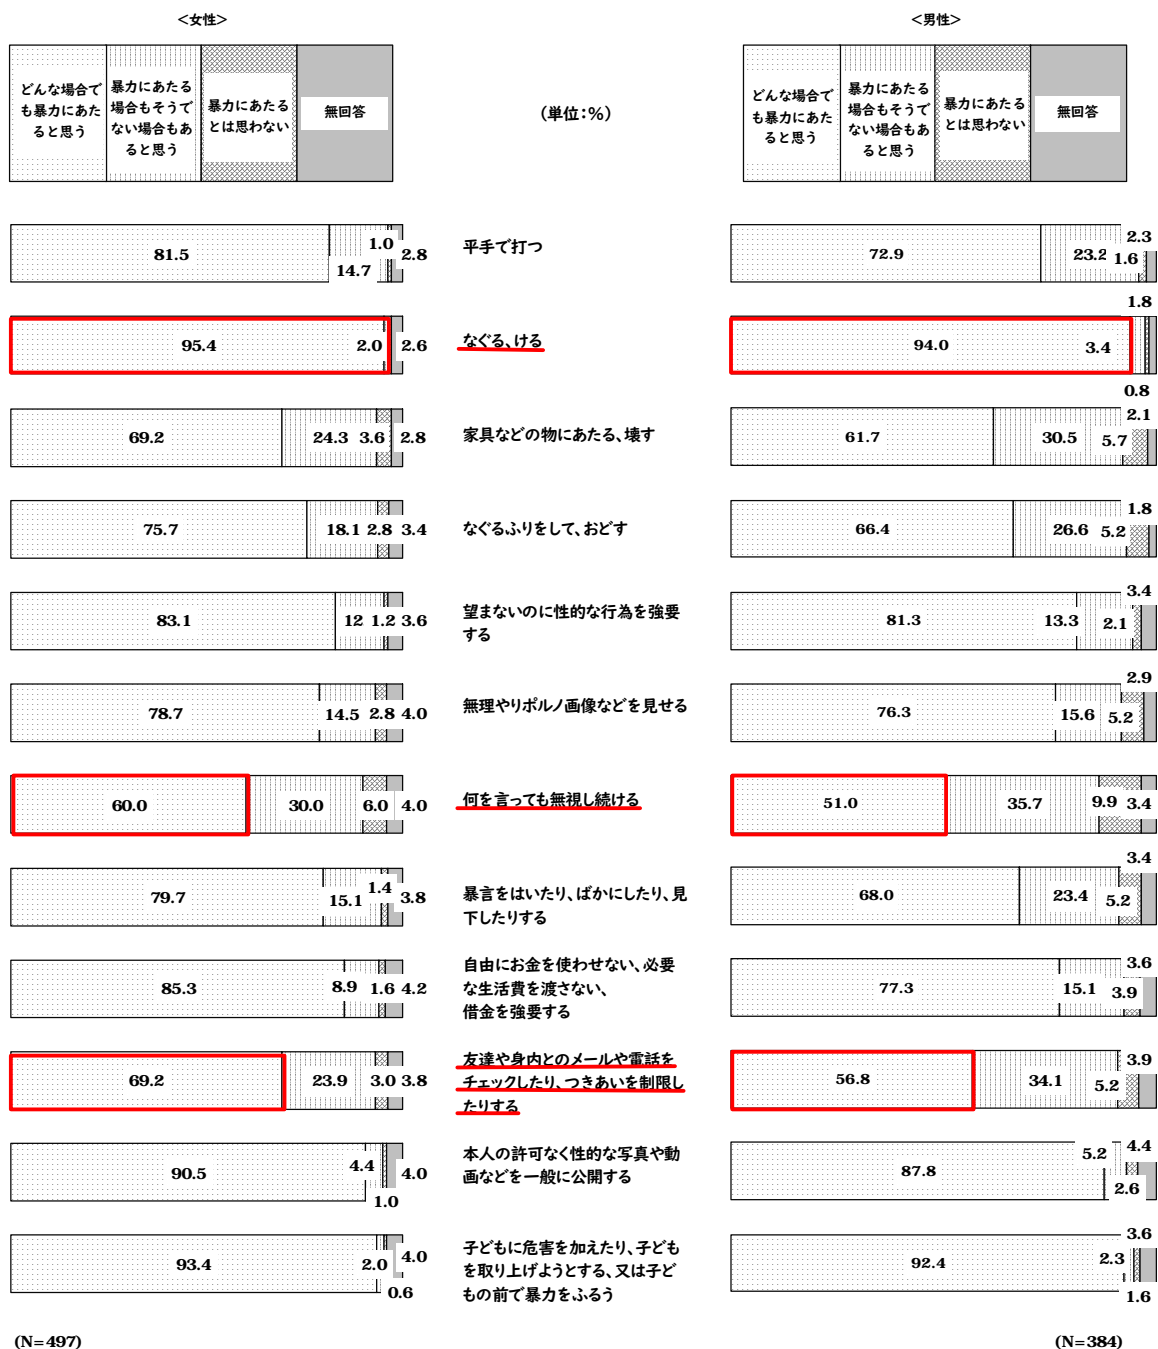 <女性>
<男性>
どんな場合で
も暴力にあた
ると思う
暴力にあたる
場合もそうで
ない場合もあ
ると思う
暴力にあたる
とは思わない
無回答
(単位:%)
どんな場合で
も暴力にあた
ると思う
暴力にあたる
場合もそうで
ない場合もあ
ると思う
暴力にあたる
とは思わない
無回答
81.5
14.7
1.0
2.8
平手で打つ
72.9
23.2
1.6
2.3
95.4
2.0
2.6
なぐる、ける
94.0
3.4
0.8
1.8
69.2
24.3
3.6
2.8
家具などの物にあたる、壊す
61.7
30.5
5.7
2.1
75.7
18.1
2.8
3.4
なぐるふりをして、おどす
66.4
26.6
5.2
1.8
83.1
12
1.2
3.6
望まないのに性的な行為を強要
する
81.3
13.3
2.1
3.4
78.7
14.5
2.8
4.0
無理やりポルノ画像などを見せる
76.3
15.6
5.2
2.9
60.0
30.0
6.0
4.0
何を言っても無視し続ける
51.0
35.7
9.9
3.4
79.7
15.1
1.4
3.8
暴言をはいたり、ばかにしたり、見
下したりする
68.0
23.4
5.2
3.4
85.3
8.9
1.6
4.2
自由にお金を使わせない、必要
な生活費を渡さない、
借金を強要する
77.3
15.1
3.9
3.6
69.2
23.9
3.0
3.8
友達や身内とのメールや電話を
チェックしたり、つきあいを制限し
たりする
56.8
34.1
5.2
3.9
90.5
4.4
1.0
4.0
本人の許可なく性的な写真や動
画などを一般に公開する
87.8
5.2
2.6
4.4
93.4
2.0
0.6
4.0
子どもに危害を加えたり、子ども
を取り上げようとする、又は子ど
もの前で暴力をふるう
92.4
2.3
1.6
3.6
(N=497)
(N=384)